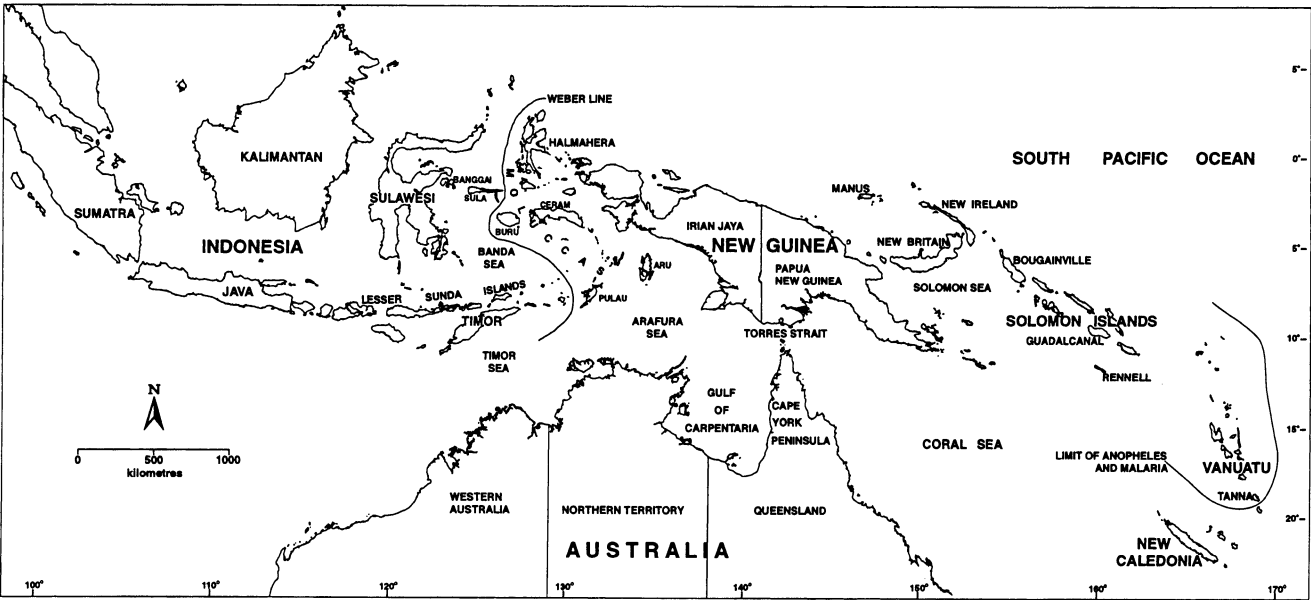 WEBER LINE
5°
HALMAHERA
KALIMANTAN
SOUTH PACIFIC OCEAN
0°
BANGGAI
SULA
SULAWESI
MANUS
CERAM
NEW IRELAND
SUMATRA
MOLUCCAS
IRIAN JAYA
BURU
INDONESIA
NEW GUINEA
NEW BRITAIN
5°
BANDA
SEA
BOUGAINVILLE
ARU
PAPUA
NEW GUINEA
JAVA
LESSER SUNDA ISLANDS
SOLOMON SEA
PULAU
TIMOR
ARAFURA
SEA
SOLOMON ISLANDS
TORRES STRAIT
GUADALCANAL
10°
TIMOR
SEA
RENNELL
N
GULF
OF
CARPENTARIA
CAPE
YORK
PENINSULA
15°
CORAL SEA
0 500 1000
kilometres
LIMIT OF ANOPHELES
AND MALARIA
VANUATU
TANNA
WESTERN
AUSTRALIA
NORTHERN TERRITORY
QUEENSLAND
20°
AUSTRALIA
NEW
CALEDONIA
100° 110° 120° 130° 140° 150° 160° 170°